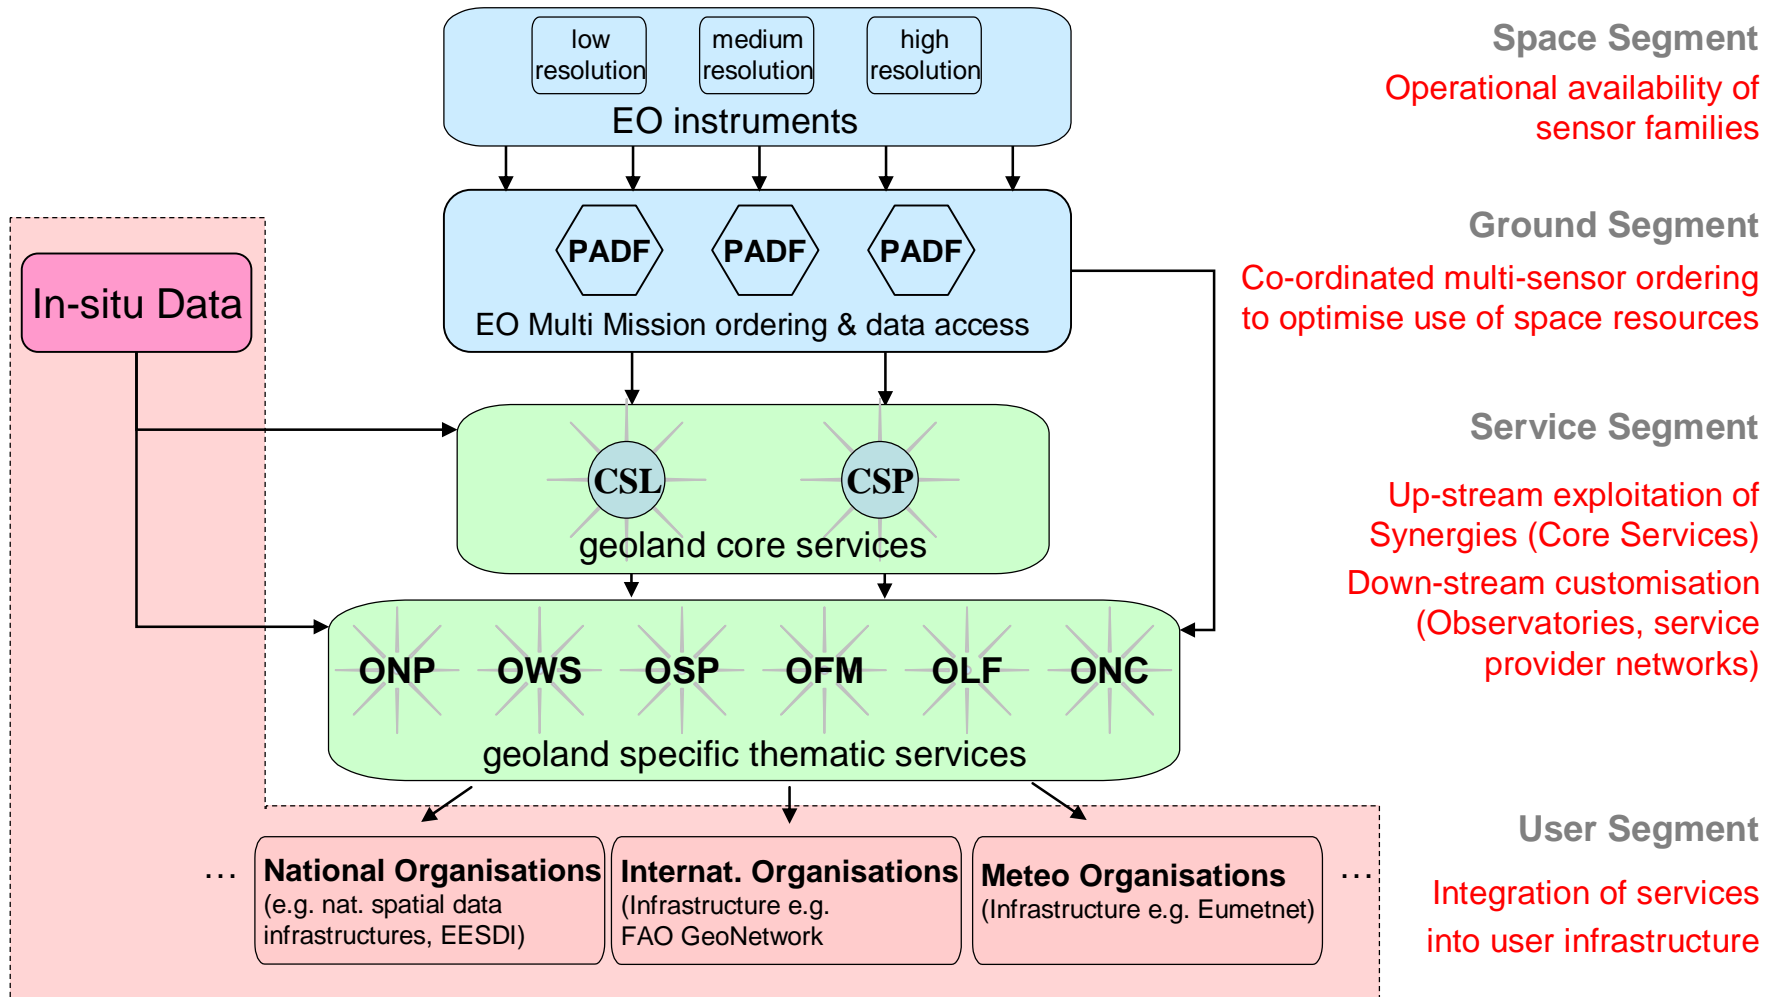 low
resolution
medium
resolution
high
resolution
EO instruments
Space Segment
Operational availability of
sensor families
PADF
PADF
PADF
EO Multi Mission ordering & data access
Ground Segment
Co-ordinated multi-sensor ordering
to optimise use of space resources
In-situ Data
CSL
CSP
geoland core services
Service Segment
Up-stream exploitation of
Synergies (Core Services)
Down-stream customisation
(Observatories, service
provider networks)
ONP
OWS
OSP
OFM
OLF
ONC
geoland specific thematic services
User Segment
Integration of services
into user infrastructure
...
National Organisations
(e.g. nat. spatial data
infrastructures, EESDI)
Internat. Organisations
(Infrastructure e.g.
FAO GeoNetwork
Meteo Organisations
(Infrastructure e.g. Eumetnet)
...